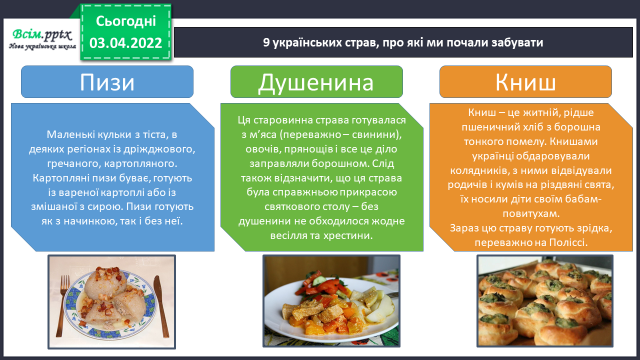 Всім.pptx
Нова українська школа
Сьогодні
03.04.2022
9 українських страв, про які ми почали забувати
Пизи
Маленькі кульки з тіста, в
деяких регіонах із дріжджового,
гречаного, картопляного.
Картопляні пизи буває, готують
із вареної картоплі або із
змішаної з сирою. Пизи готують
як з начинкою, так і без неї.
Душенина
Ця старовинна страва готувалася
з м’яса (переважно – свинини),
овочів, прянощів і все це діло
заправляли борошном. Слід
також відзначити, що ця страва
була справжньою прикрасою
святкового столу – без
душенини не обходилося жодне
весілля та хрестини.
Книш
Книш – це житній, рідше
пшеничний хліб з борошна
тонкого помелу. Книшами
українці обдаровували
колядників, з ними відвідували
родичів і кумів на різдвяні свята,
їх носили діти своїм бабам-
повитухам.
Зараз цю страву готують зрідка,
переважно на Поліссі.